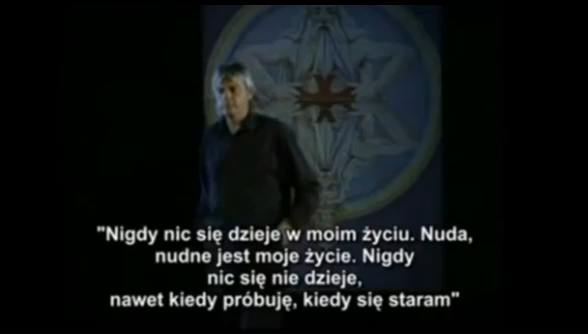 "Nigdy nic się dzieje w moim życiu. Nuda,
nudne jest moje życie. Nigdy
nic się nie dzieje,
nawet kiedy próbuję, kiedy się staram"